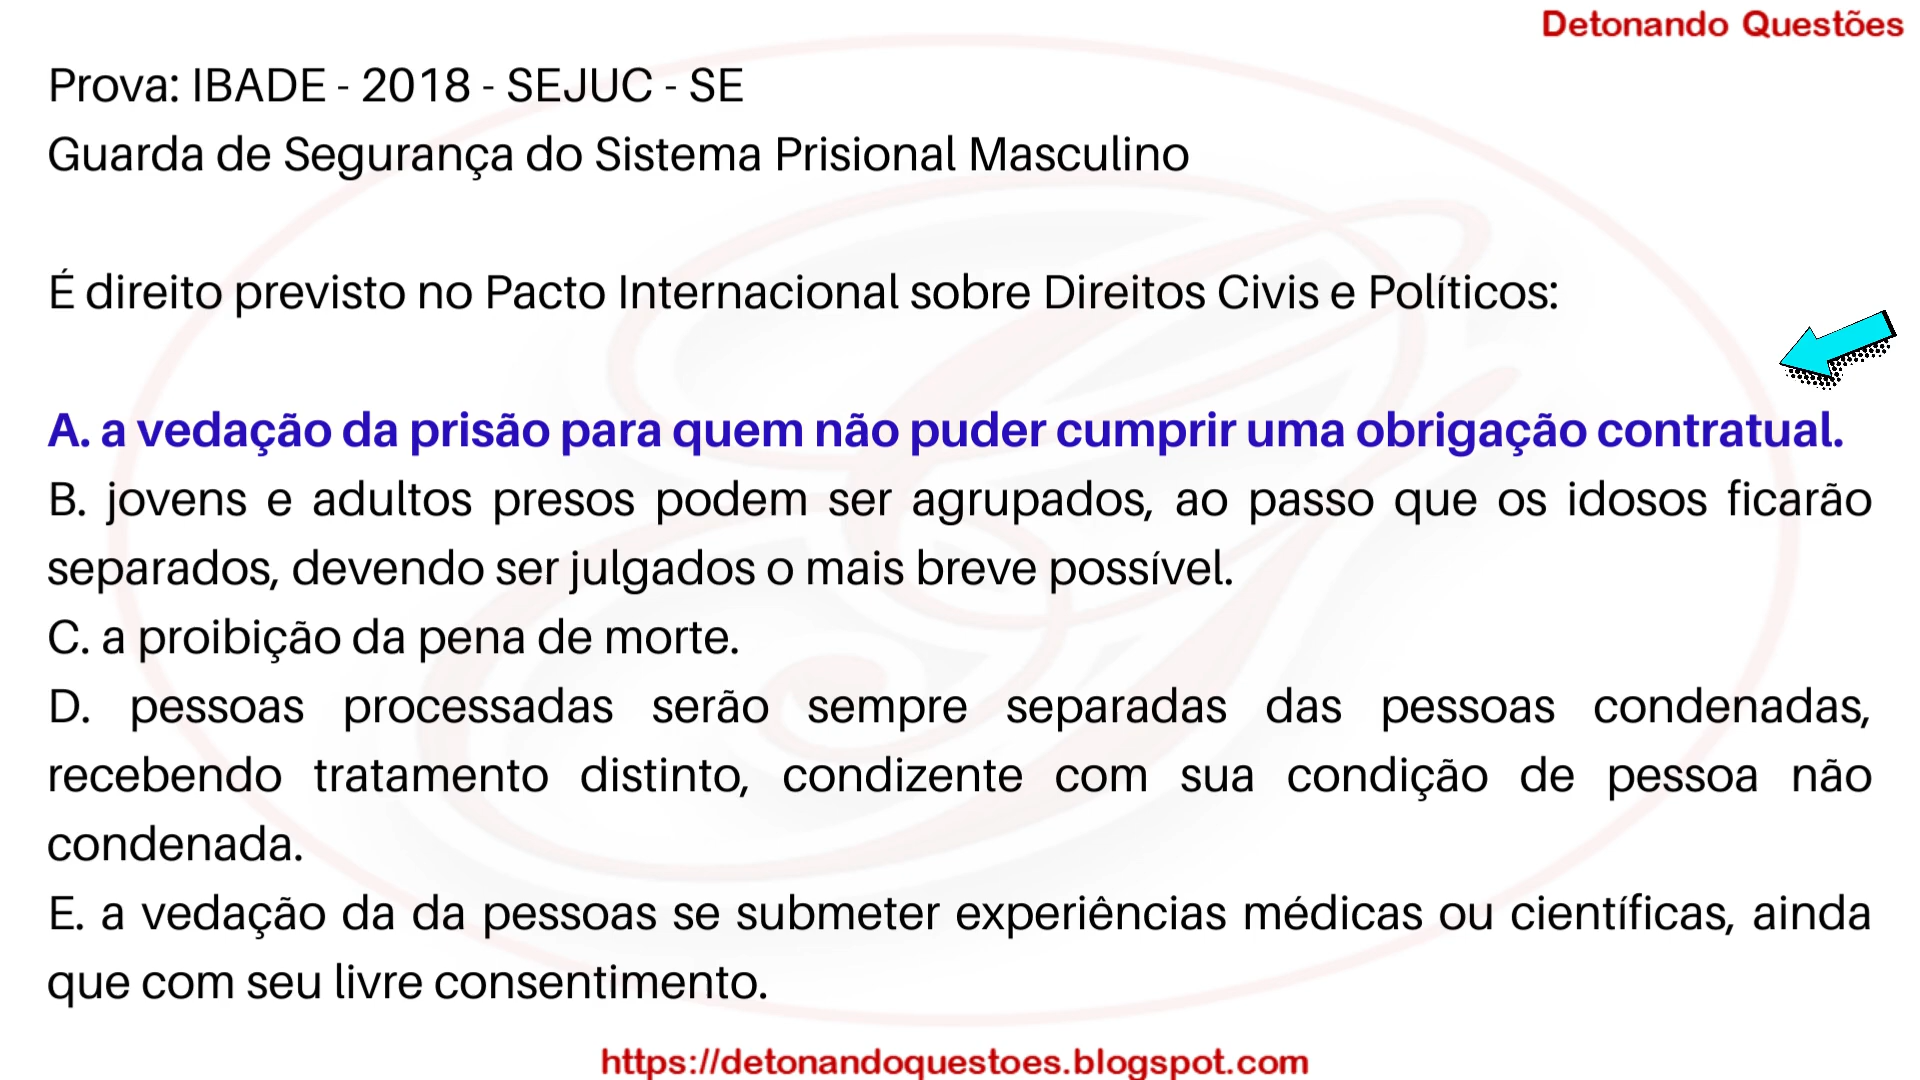 Detonando Questões
Prova: IBADE - 2018 - SEJUC - SE
Guarda de Segurança do Sistema Prisional Masculino
É direito previsto no Pacto Internacional sobre Direitos Civis e Políticos:
A. a vedação da prisão para quem não puder cumprir uma obrigação contratual.
B. jovens e adultos presos podem ser agrupados, ao passo que os idosos ficarão
separados, devendo ser julgados o mais breve possível.
C. a proibição da pena de morte.
D. pessoas processadas serão sempre separadas das pessoas condenadas,
recebendo tratamento distinto, condizente com sua condição de pessoa não
condenada.
E. a vedação da da pessoas se submeter experiências médicas ou científicas, ainda
que com seu livre consentimento.
https://detonandoquestoes.blogspot.com